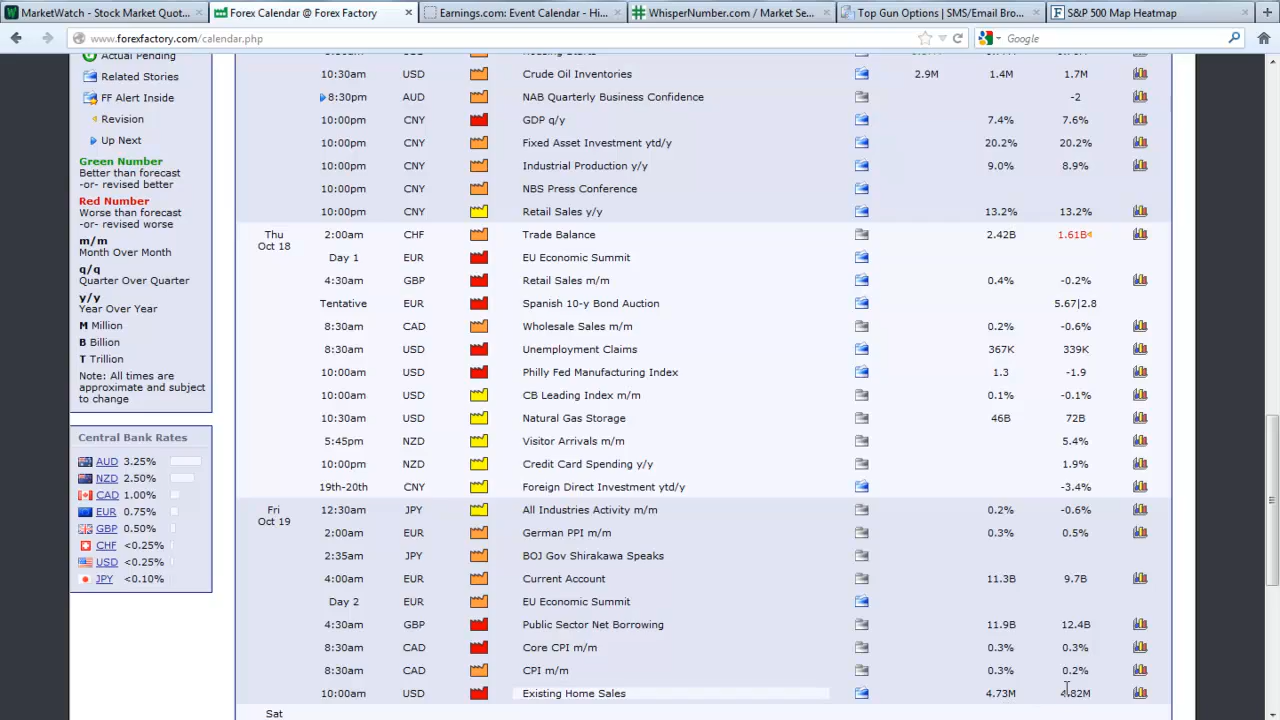 MarketWatch - Stock Market Quot...
Forex Calendar @ Forex Factory
Earnings.com: Event Calendar - Hi...
WhisperNumber.com / Market Se...
Top Gun Options | SMS/Email Bro...
S&P 500 Map Heatmap
www.forexfactory.com/calendar.php
Google
Actual Pending
Related Stories
FF Alert Inside
Revision
Up Next
Green Number
Better than forecast
-or- revised better
Red Number
Worse than forecast
-or- revised worse
m/m
Month Over Month
q/q
Quarter Over Quarter
y/y
Year Over Year
M Million
B Billion
T Trillion
Note: All times are
approximate and subject
to change
Central Bank Rates
AUD 3.25%
NZD 2.50%
CAD 1.00%
EUR 0.75%
GBP 0.50%
CHF <0.25%
USD <0.25%
JPY <0.10%
10:30am USD Crude Oil Inventories 2.9M 1.4M 1.7M
8:30pm AUD NAB Quarterly Business Confidence -2
10:00pm CNY GDP q/y 7.4% 7.6%
10:00pm CNY Fixed Asset Investment ytd/y 20.2% 20.2%
10:00pm CNY Industrial Production y/y 9.0% 8.9%
10:00pm CNY NBS Press Conference
10:00pm CNY Retail Sales y/y 13.2% 13.2%
Thu
Oct 18
2:00am CHF Trade Balance 2.42B 1.61B
Day 1 EUR EU Economic Summit
4:30am GBP Retail Sales m/m 0.4% -0.2%
Tentative EUR Spanish 10-y Bond Auction 5.67|2.8
8:30am CAD Wholesale Sales m/m 0.2% -0.6%
8:30am USD Unemployment Claims 367K 339K
10:00am USD Philly Fed Manufacturing Index 1.3 -1.9
10:00am USD CB Leading Index m/m 0.1% -0.1%
10:30am USD Natural Gas Storage 46B 72B
5:45pm NZD Visitor Arrivals m/m 5.4%
10:00pm NZD Credit Card Spending y/y 1.9%
19th-20th CNY Foreign Direct Investment ytd/y -3.4%
Fri
Oct 19
12:30am JPY All Industries Activity m/m 0.2% -0.6%
2:00am EUR German PPI m/m 0.3% 0.5%
2:35am JPY BOJ Gov Shirakawa Speaks
4:00am EUR Current Account 11.3B 9.7B
Day 2 EUR EU Economic Summit
4:30am GBP Public Sector Net Borrowing 11.9B 12.4B
8:30am CAD Core CPI m/m 0.3% 0.3%
8:30am CAD CPI m/m 0.3% 0.2%
10:00am USD Existing Home Sales 4.73M 4.82M
Sat